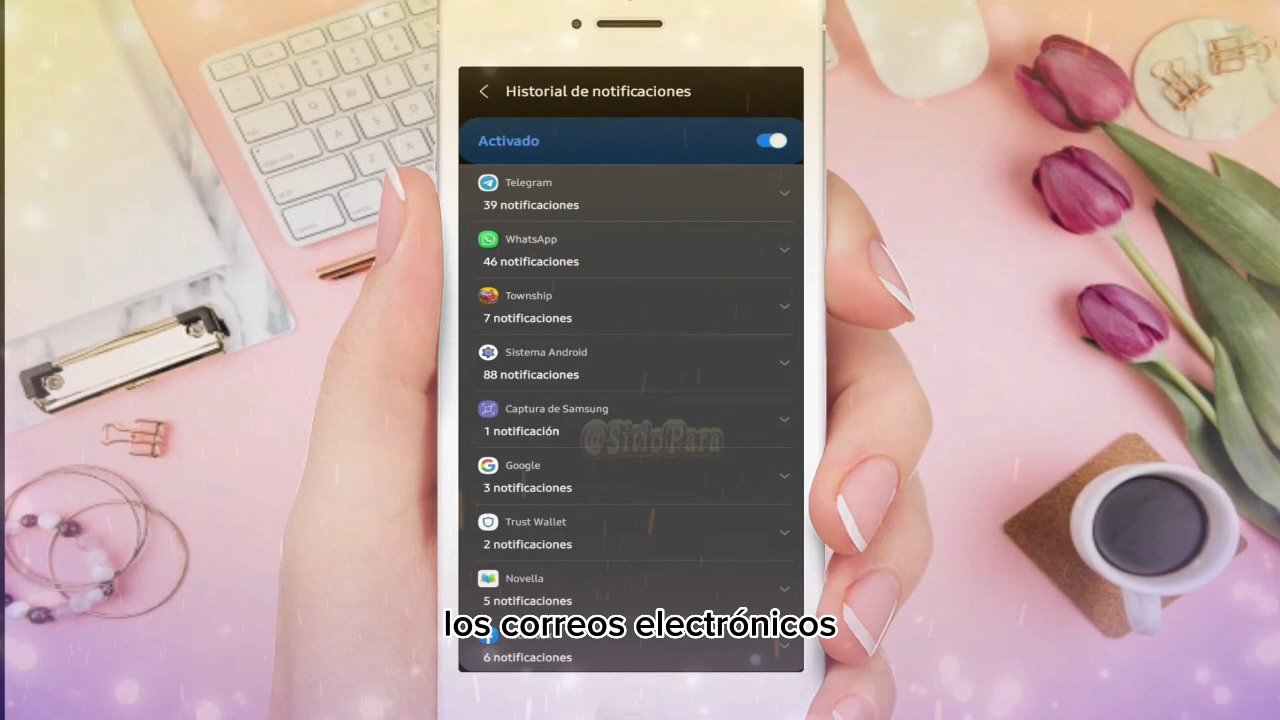 Historial de notificaciones
Activado
Telegram
39 notificaciones
WhatsApp
46 notificaciones
Township
7 notificaciones
Sistema Android
88 notificaciones
Captura de Samsung
1 notificación
@SitioPara
Google
3 notificaciones
Trust Wallet
2 notificaciones
Novella
5 notificaciones
los correos electrónicos
6 notificaciones